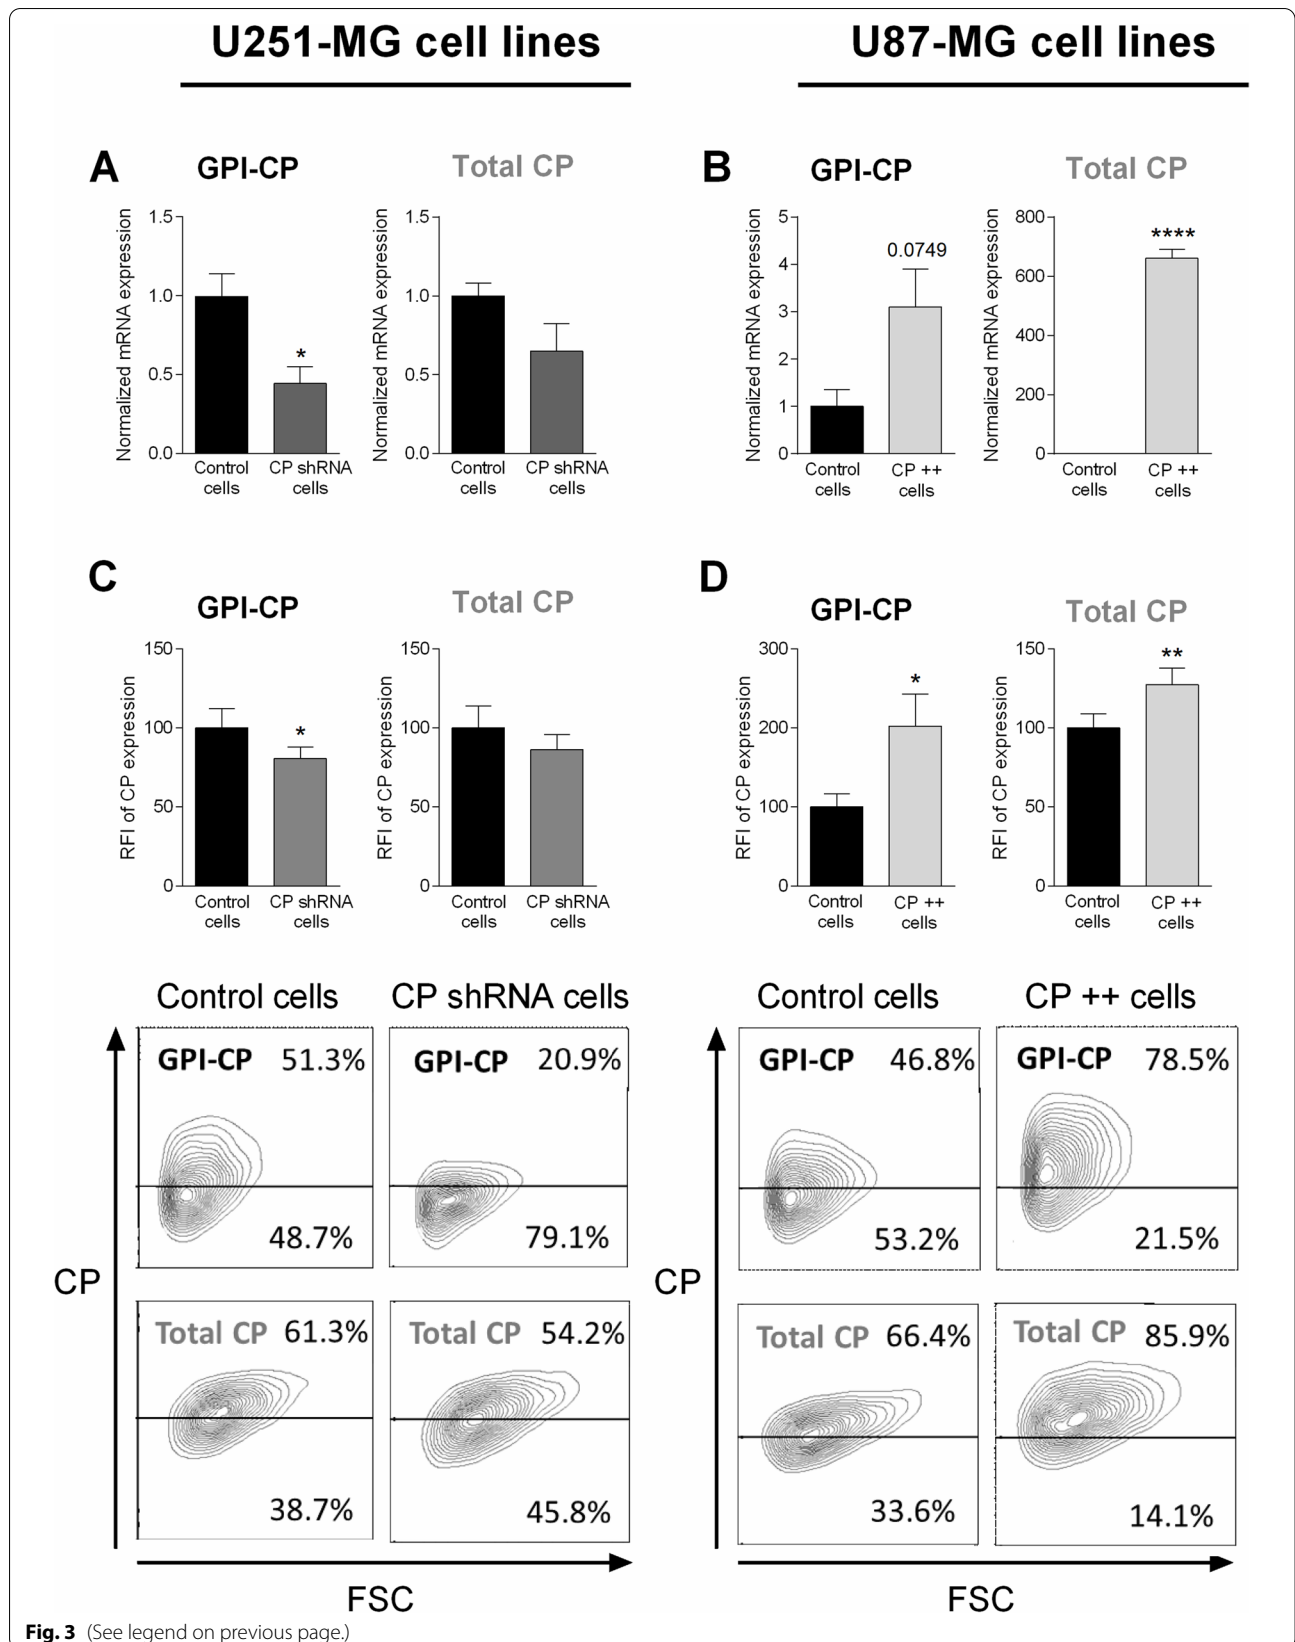 U251-MG cell lines
U87-MG cell lines
A
GPI-CP
Total CP
Normalized mRNA expression
1.5
1.0
0.5
0.0
*
Control cells
CP shRNA cells
Normalized mRNA expression
1.5
1.0
0.5
0.0
Control cells
CP shRNA cells
B
GPI-CP
Total CP
Normalized mRNA expression
5
4
3
2
1
0
0.0749
Control cells
CP ++ cells
Normalized mRNA expression
800
600
400
200
0
****
Control cells
CP ++ cells
C
GPI-CP
Total CP
RFI of CP expression
150
100
50
0
*
Control cells
CP shRNA cells
RFI of CP expression
150
100
50
0
Control cells
CP shRNA cells
D
GPI-CP
Total CP
RFI of CP expression
300
200
100
0
*
Control cells
CP ++ cells
RFI of CP expression
150
100
50
0
**
Control cells
CP ++ cells
Control cells
CP shRNA cells
GPI-CP 51.3%
48.7%
GPI-CP 20.9%
79.1%
CP
Total CP 61.3%
38.7%
Total CP 54.2%
45.8%
FSC
Control cells
CP ++ cells
GPI-CP 46.8%
53.2%
GPI-CP 78.5%
21.5%
CP
Total CP 66.4%
33.6%
Total CP 85.9%
14.1%
FSC
Fig. 3 (See legend on previous page.)